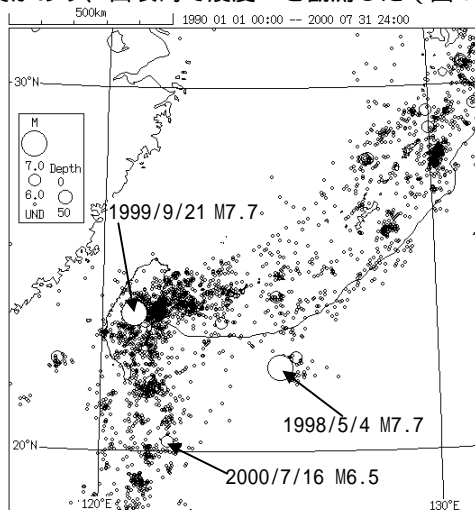 500km
1990 01 01 00:00 -- 2000 07 31 24:00
30°N
M
7.0 Depth
6.0 0
UND 50
1999/9/21 M7.7
1998/5/4 M7.7
20°N
2000/7/16 M6.5
120°E
130°E